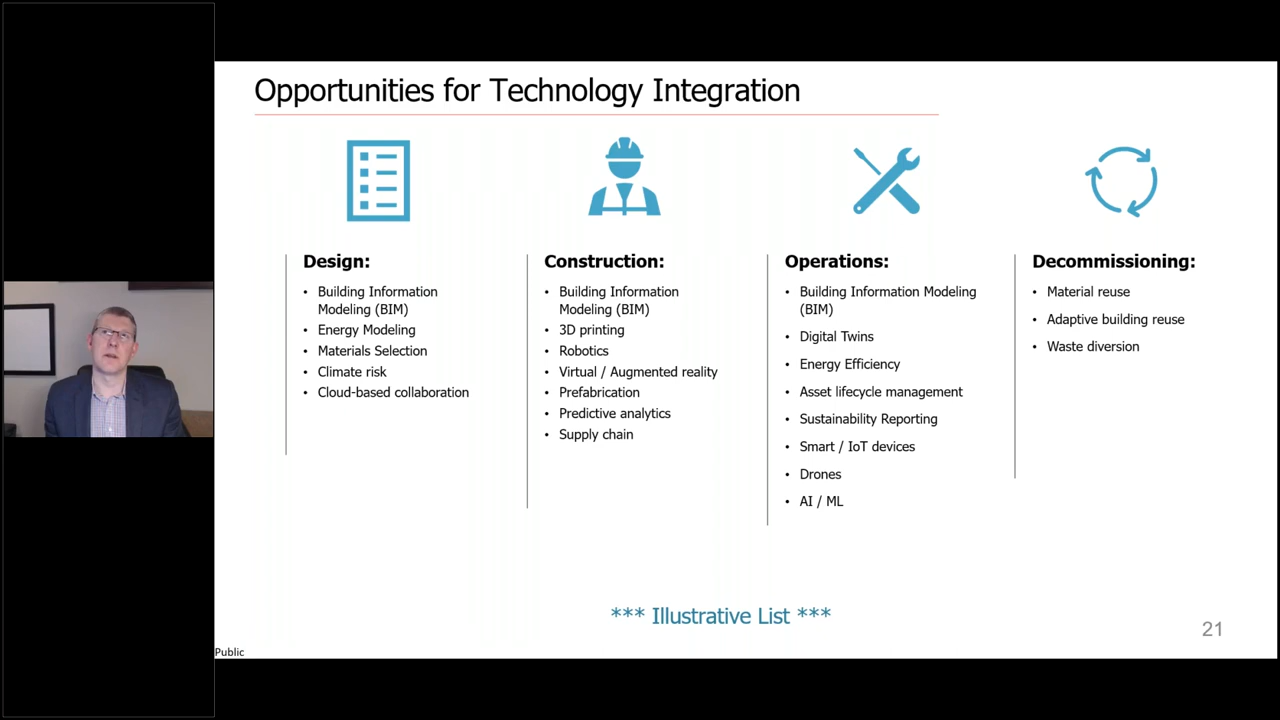 Opportunities for Technology Integration
Design:
• Building Information
Modeling (BIM)
• Energy Modeling
• Materials Selection
• Climate risk
• Cloud-based collaboration
Construction:
• Building Information
Modeling (BIM)
• 3D printing
• Robotics
• Virtual / Augmented reality
• Prefabrication
• Predictive analytics
• Supply chain
Operations:
• Building Information Modeling
(BIM)
• Digital Twins
• Energy Efficiency
• Asset lifecycle management
• Sustainability Reporting
• Smart / IoT devices
• Drones
• AI / ML
Decommissioning:
• Material reuse
• Adaptive building reuse
• Waste diversion
*** Illustrative List ***
21
Public